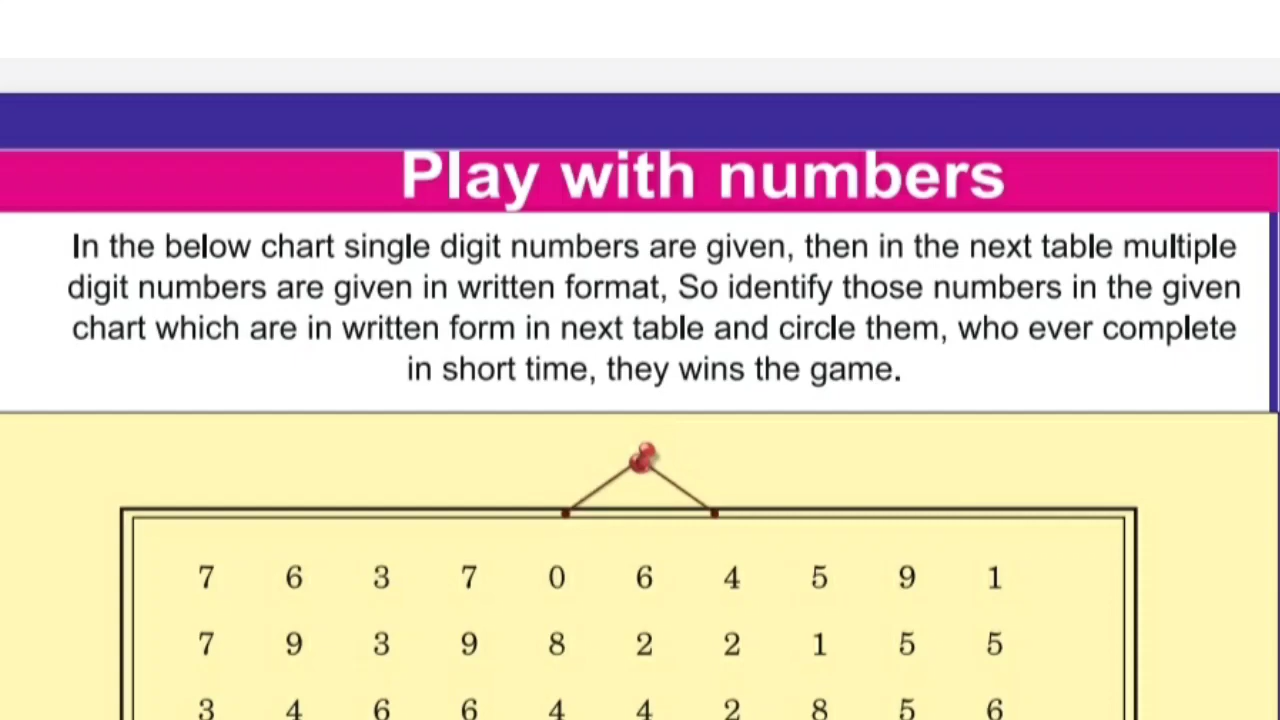 Play with numbers
In the below chart single digit numbers are given, then in the next table multiple
digit numbers are given in written format, So identify those numbers in the given
chart which are in written form in next table and circle them, who ever complete
in short time, they wins the game.
7 6 3 7 0 6 4 5 9 1
7 9 3 9 8 2 2 1 5 5
3 4 6 6 4 4 2 8 5 6